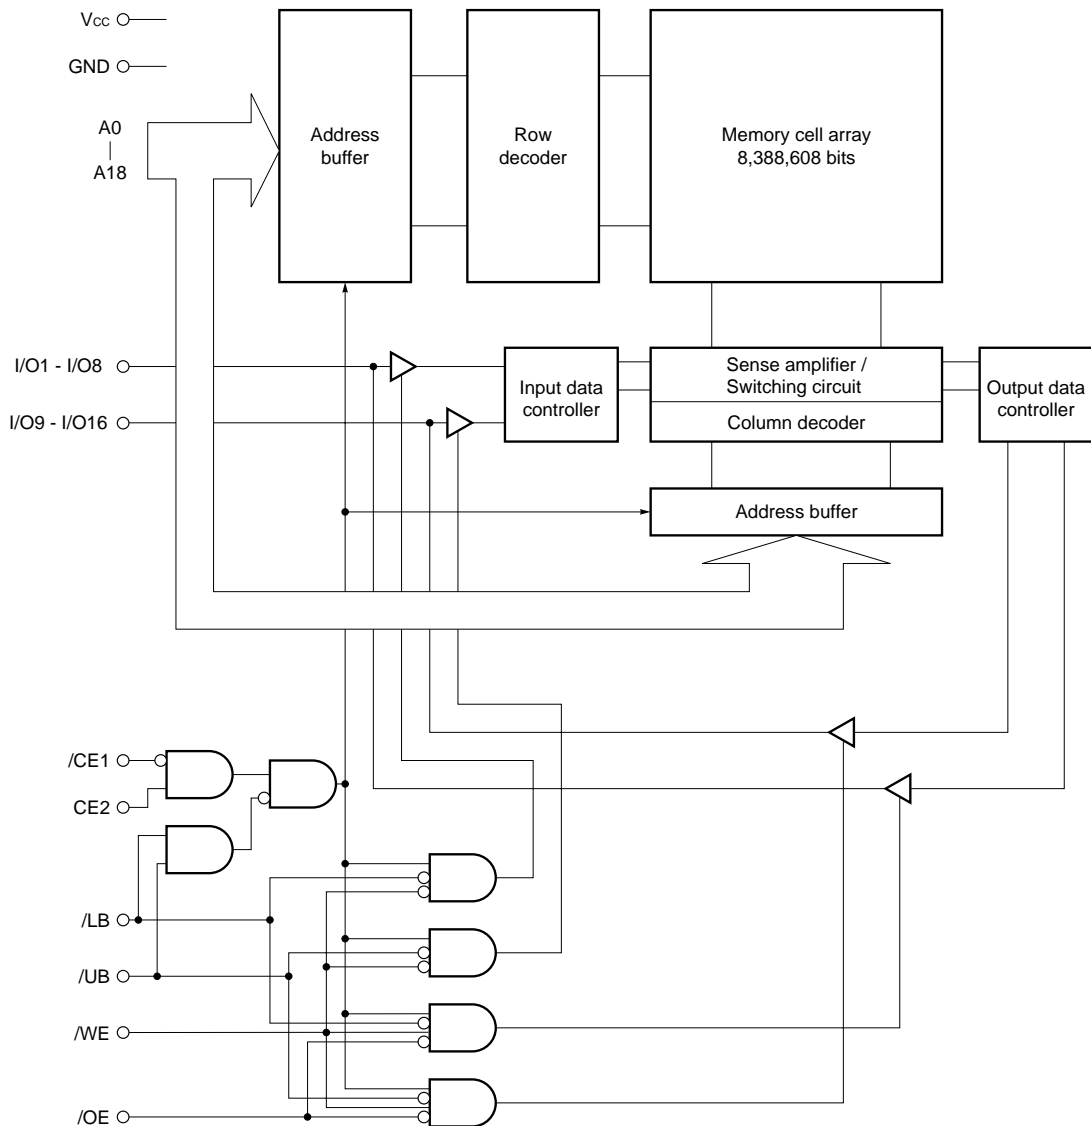 VCC
GND
A0
A18
Address
buffer
Row
decoder
Memory cell array
8,388,608 bits
I/O1 - I/O8
I/O9 - I/O16
Input data
controller
Sense amplifier /
Switching circuit
Column decoder
Output data
controller
Address buffer
/CE1
CE2
/LB
/UB
/WE
/OE